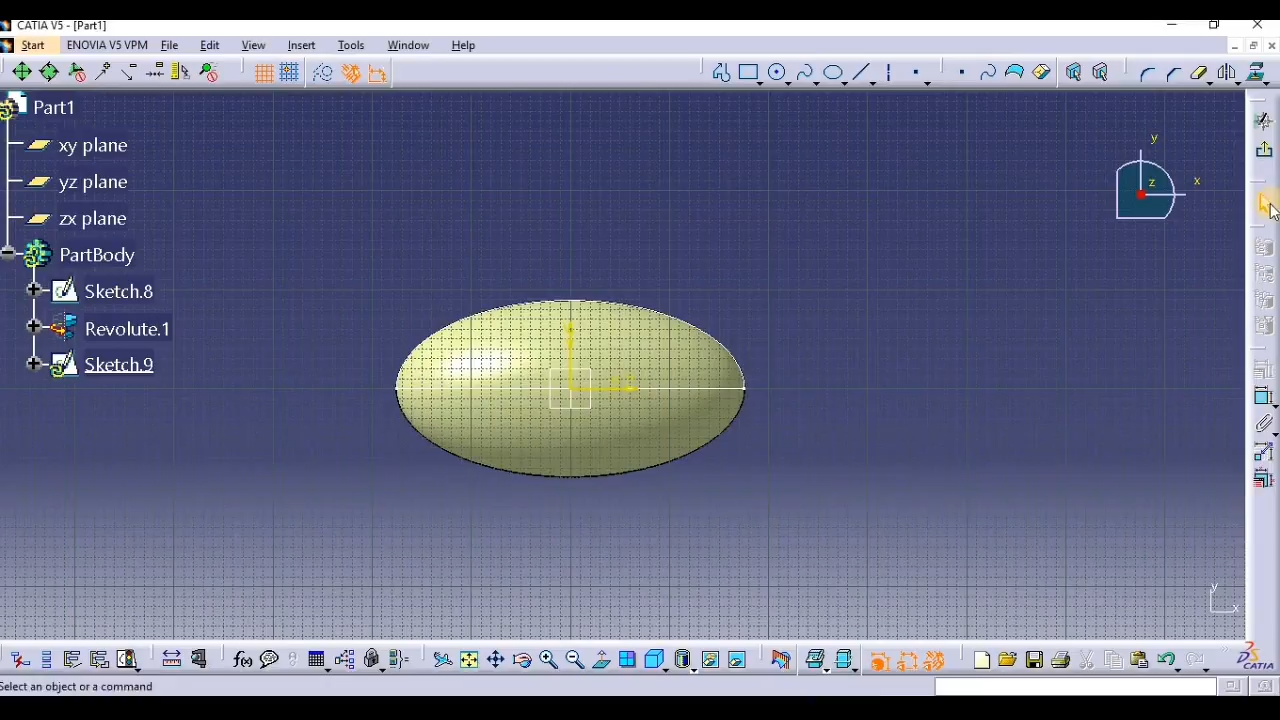 CATIA V5 - [Part1]
Start ENOVIA V5 VPM File Edit View Insert Tools Window Help
Part1
xy plane
yz plane
zx plane
PartBody
Sketch.8
Revolute.1
Sketch.9
y
z x
y
x
f(x)
CATIA
Select an object or a command